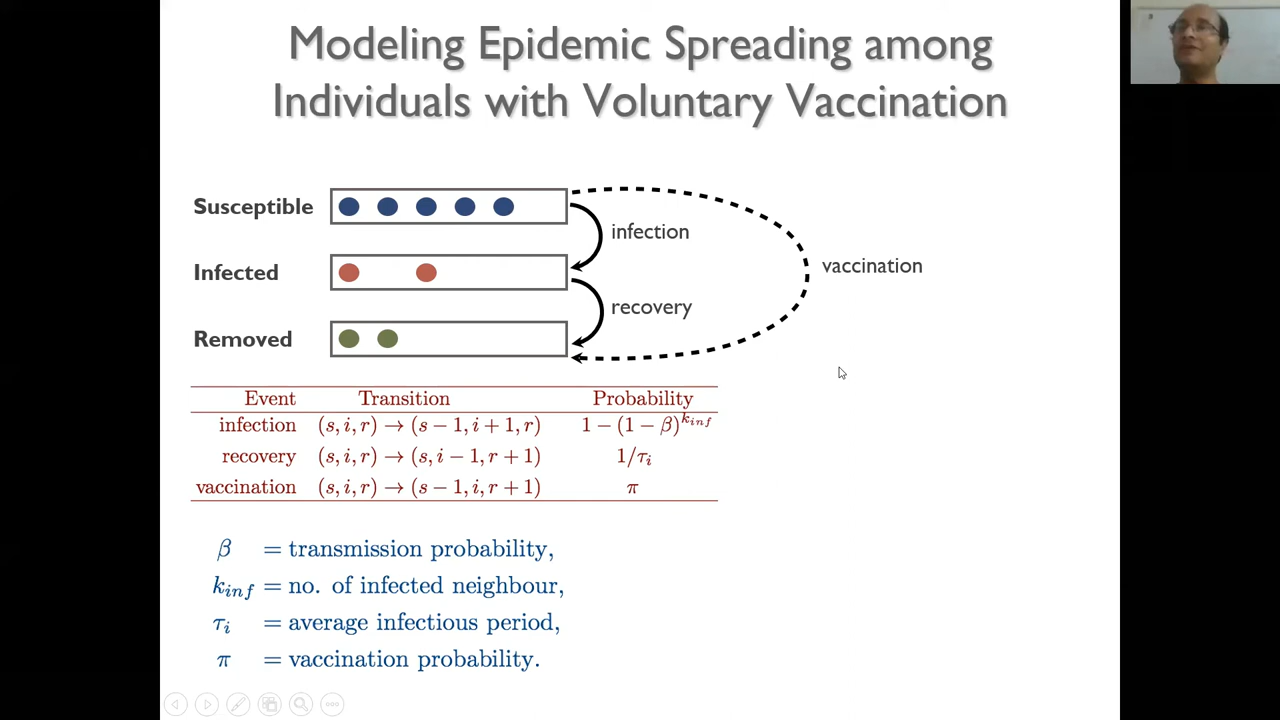 Modeling Epidemic Spreading among
Individuals with Voluntary Vaccination
Susceptible
infection
Infected
vaccination
recovery
Removed
Event Transition Probability
infection (s, i, r) → (s − 1, i + 1, r) 1 − (1 − β)^{k_{inf}}
recovery (s, i, r) → (s, i − 1, r + 1) 1/τ_i
vaccination (s, i, r) → (s − 1, i, r + 1) π
β = transmission probability,
k_{inf} = no. of infected neighbour,
τ_i = average infectious period,
π = vaccination probability.